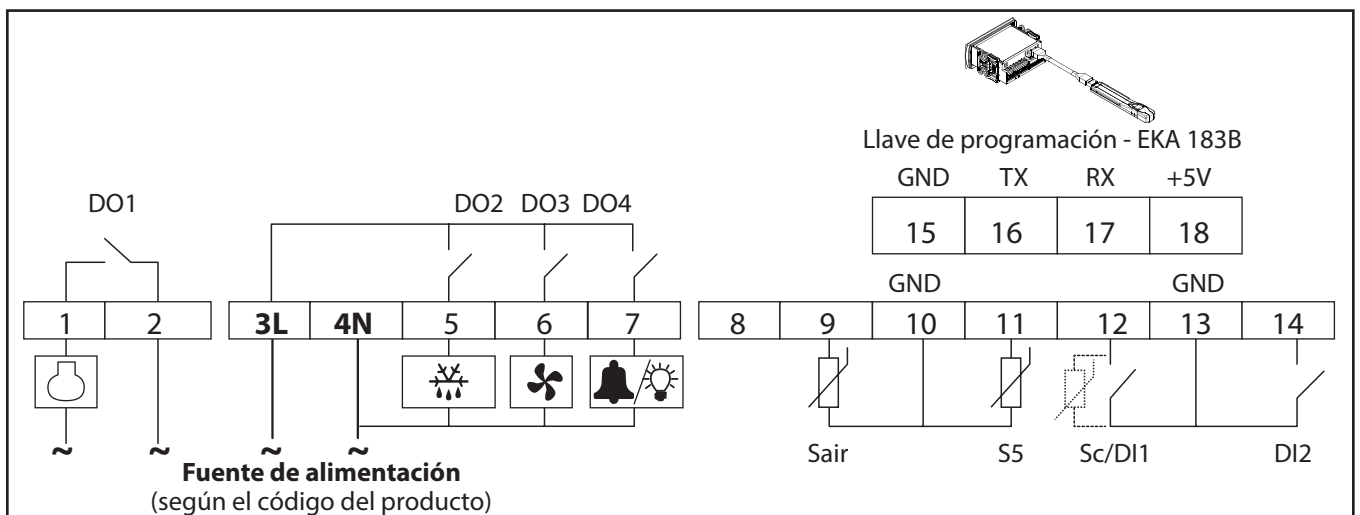 Llave de programación - EKA 183B
GND TX RX +5V
15 16 17 18
DO1 DO2 DO3 DO4
GND GND
1 2 3L 4N 5 6 7 8 9 10 11 12 13 14
~ ~ ~ ~
Sair S5 Sc/DI1 DI2
Fuente de alimentación
(según el código del producto)